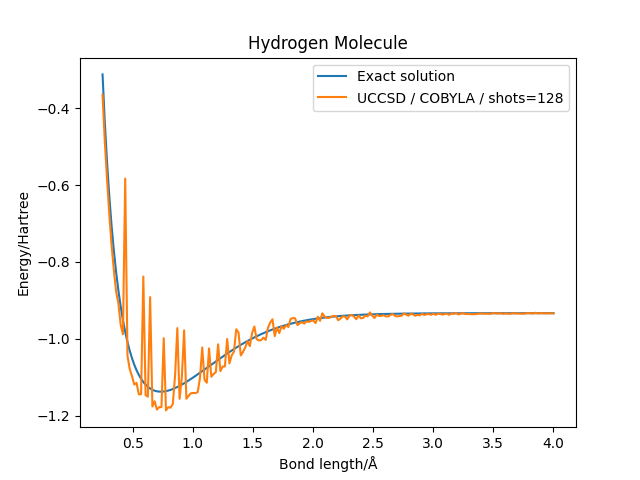 Hydrogen Molecule
Exact solution
UCCSD / COBYLA / shots=128
Energy/Hartree
−0.4
−0.6
−0.8
−1.0
−1.2
0.5 1.0 1.5 2.0 2.5 3.0 3.5 4.0
Bond length/Å